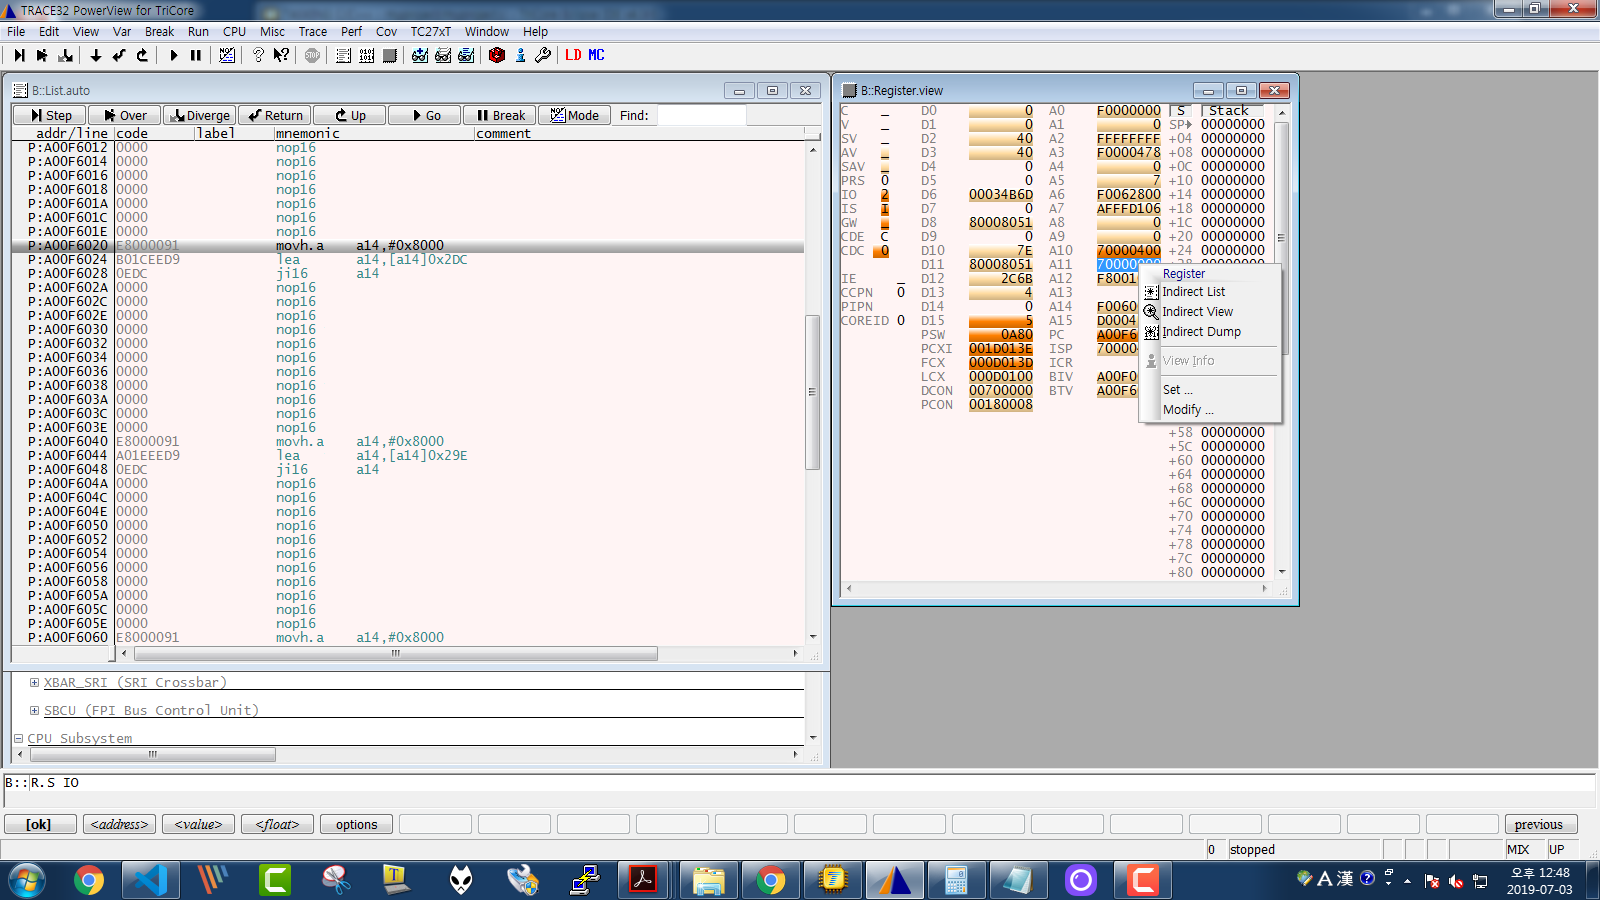 TRACE32 PowerView for TriCore
File Edit View Var Break Run CPU Misc Trace Perf Cov TC27xT Window Help
LD MC
B::List.auto
Step Over Diverge Return Up Go Break Mode Find:
addr/line code label mnemonic comment
P:A00F6012 0000 nop16
P:A00F6014 0000 nop16
P:A00F6016 0000 nop16
P:A00F6018 0000 nop16
P:A00F601A 0000 nop16
P:A00F601C 0000 nop16
P:A00F601E 0000 nop16
P:A00F6020 E8000091 movh.a a14,#0x8000
P:A00F6024 B01CEED9 lea a14,[a14]0x2DC
P:A00F6028 0EDC ji16 a14
P:A00F602A 0000 nop16
P:A00F602C 0000 nop16
P:A00F602E 0000 nop16
P:A00F6030 0000 nop16
P:A00F6032 0000 nop16
P:A00F6034 0000 nop16
P:A00F6036 0000 nop16
P:A00F6038 0000 nop16
P:A00F603A 0000 nop16
P:A00F603C 0000 nop16
P:A00F603E 0000 nop16
P:A00F6040 E8000091 movh.a a14,#0x8000
P:A00F6044 A01EEED9 lea a14,[a14]0x29E
P:A00F6048 0EDC ji16 a14
P:A00F604A 0000 nop16
P:A00F604C 0000 nop16
P:A00F604E 0000 nop16
P:A00F6050 0000 nop16
P:A00F6052 0000 nop16
P:A00F6054 0000 nop16
P:A00F6056 0000 nop16
P:A00F6058 0000 nop16
P:A00F605A 0000 nop16
P:A00F605C 0000 nop16
P:A00F605E 0000 nop16
P:A00F6060 E8000091 movh.a a14,#0x8000
XBAR_SRI (SRI Crossbar)
SBCU (FPI Bus Control Unit)
CPU Subsystem
B::Register.view
C _ D0 0 A0 F0000000 S Stack
V _ D1 0 A1 0 SP 00000000
SV _ D2 40 A2 FFFFFFFF +04 00000000
AV _ D3 40 A3 F0000478 +08 00000000
SAV _ D4 0 A4 0 +0C 00000000
PRS 0 D5 0 A5 7 +10 00000000
IO 2 D6 00034B6D A6 F0062800 +14 00000000
IS I D7 0 A7 AFFFD106 +18 00000000
GW _ D8 80008051 A8 0 +1C 00000000
CDE C D9 0 A9 0 +20 00000000
CDC 0 D10 7E A10 70000400 +24 00000000
D11 80008051 A11
IE _ D12 2C6B A12 F8001
CCPN 0 D13 4 A13
PIPN D14 0 A14 F0060
COREID 0 D15 5 A15 D0004
PSW 0A80 PC A00F6
PCXI 001D013E ISP 70000
FCX 000D013D ICR
LCX 000D0100 BIV A00F0
DCON 00700000 BTV A00F6
PCON 00180008
+58 00000000
+5C 00000000
+60 00000000
+64 00000000
+68 00000000
+6C 00000000
+70 00000000
+74 00000000
+78 00000000
+7C 00000000
+80 00000000
Register
Indirect List
Indirect View
Indirect Dump
View Info
Set ...
Modify ...
B::R.S IO
[ok] <address> <value> <float> options previous
0 stopped MIX UP
A 漢
오후 12:48
2019-07-03